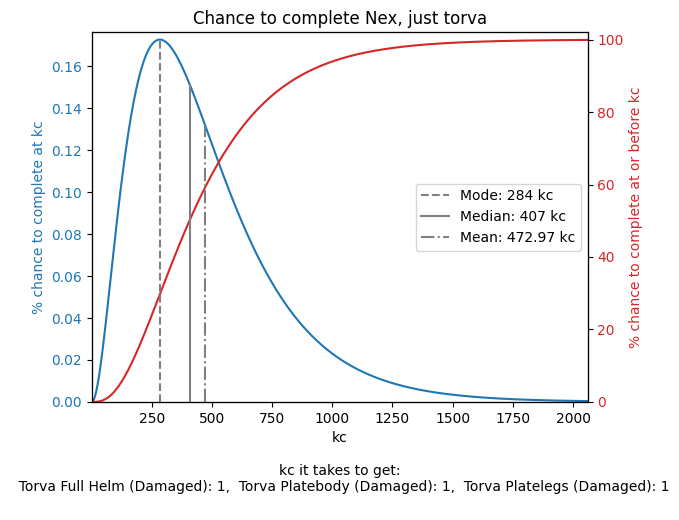 Chance to complete Nex, just torva
% chance to complete at kc
0.16
0.14
0.12
0.10
0.08
0.06
0.04
0.02
0.00
100
80
60
40
20
0
% chance to complete at or before kc
Mode: 284 kc
Median: 407 kc
Mean: 472.97 kc
250 500 750 1000 1250 1500 1750 2000
kc
kc it takes to get:
Torva Full Helm (Damaged): 1,  Torva Platebody (Damaged): 1,  Torva Platelegs (Damaged): 1